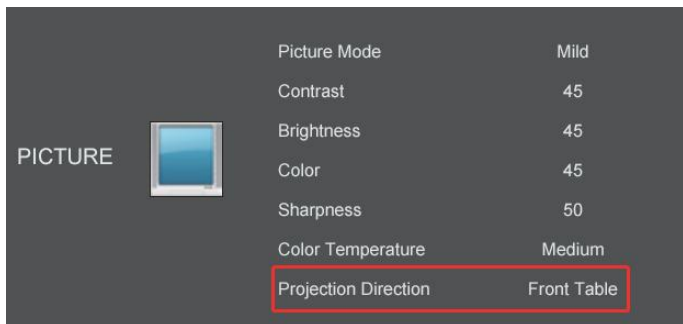 Picture Mode Mild
Contrast 45
Brightness 45
PICTURE
Color 45
Sharpness 50
Color Temperature Medium
Projection Direction Front Table